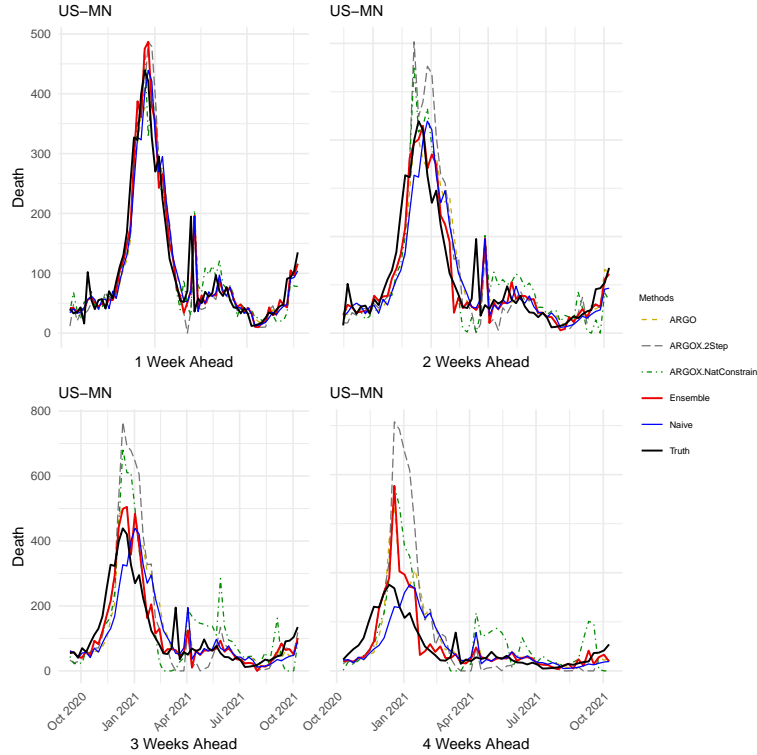 US−MN
US−MN
500
400
300
200
100
0
Death
1 Week Ahead
2 Weeks Ahead
Methods
ARGO
ARGOX.2Step
ARGOX.NatConstrain
Ensemble
Naive
Truth
US−MN
US−MN
800
600
400
200
0
Death
Oct 2020
Jan 2021
Apr 2021
Jul 2021
Oct 2021
Oct 2020
Jan 2021
Apr 2021
Jul 2021
Oct 2021
3 Weeks Ahead
4 Weeks Ahead